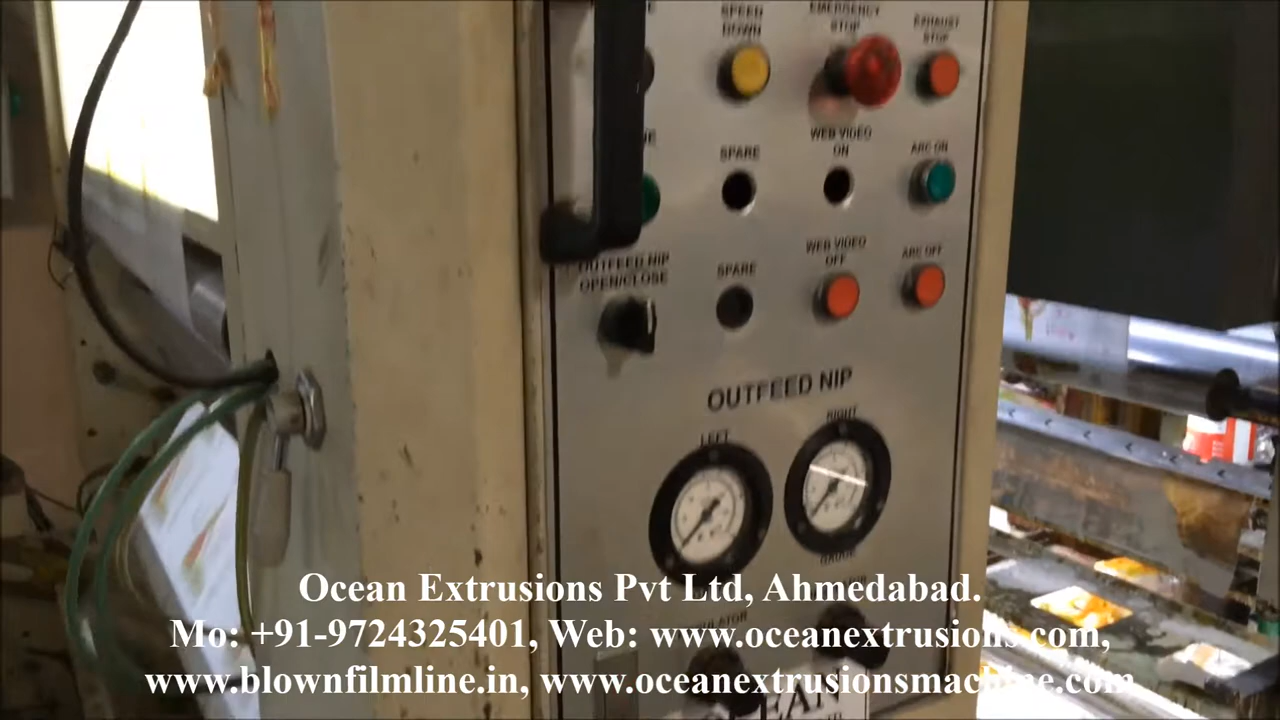 SPEED
DOWN
EMERGENCY
STOP
EXHAUST
STOP
SPARE
WEB VIDEO
ON
ARC ON
OUTFEED NIP
OPEN/CLOSE
SPARE
WEB VIDEO
OFF
ARC OFF
OUTFEED NIP
LEFT
RIGHT
GAUGE
Ocean Extrusions Pvt Ltd, Ahmedabad.
Mo: +91-9724325401, Web: www.oceanextrusions.com,
www.blownfilmline.in, www.oceanextrusionsmachine.com